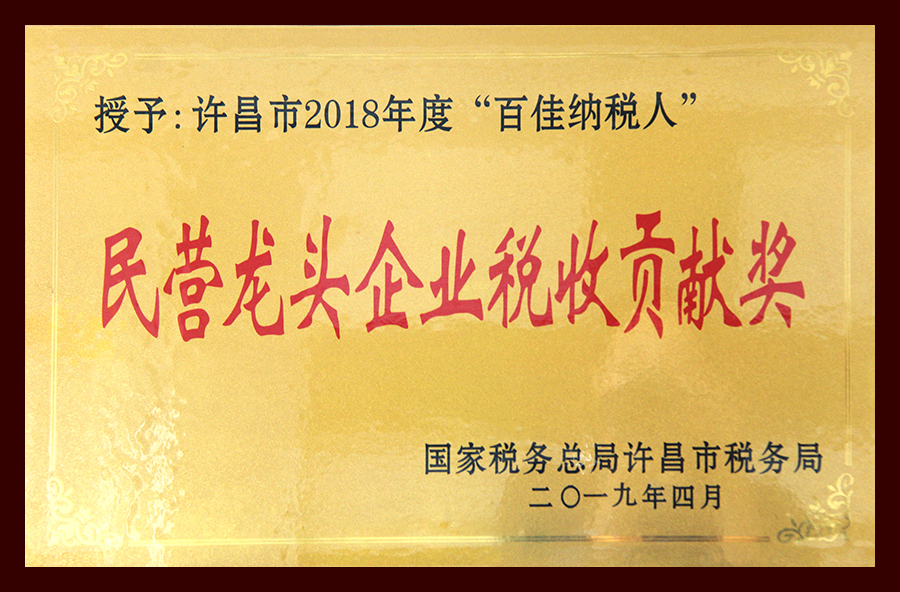 授予:许昌市2018年度“百佳纳税人”
民营龙头企业税收贡献奖
国家税务总局许昌市税务局
二〇一九年四月